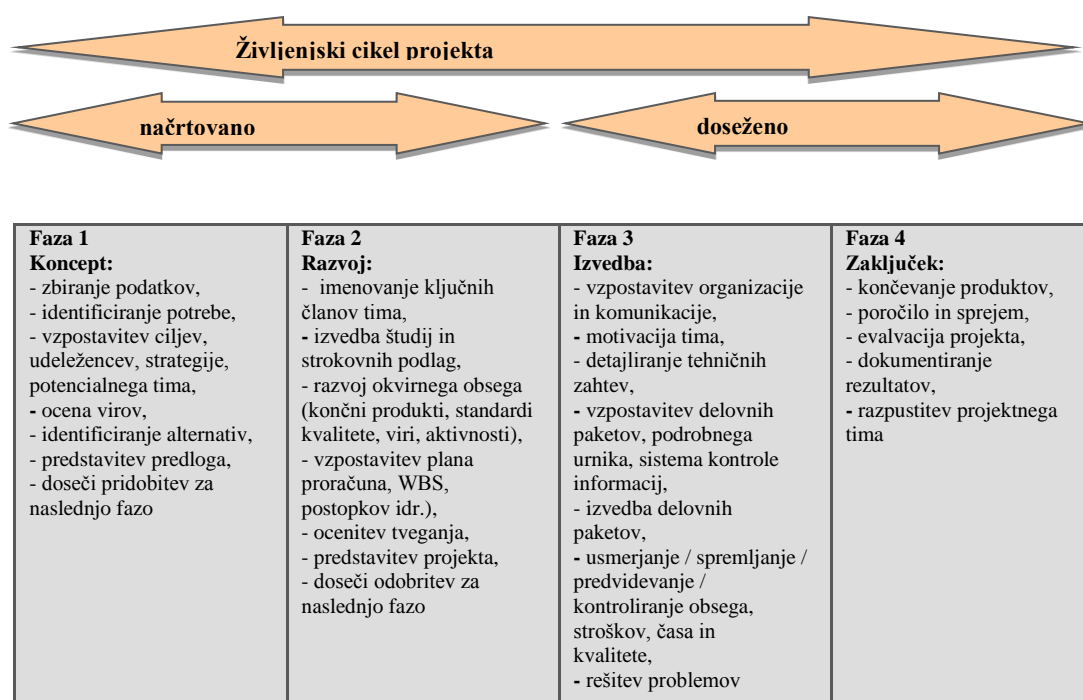 Življenjski cikel projekta
načrtovano
doseženo
Faza 1
Koncept:
- zbiranje podatkov,
- identificiranje potrebe,
- vzpostavitev ciljev,
udeležencev, strategije,
potencialnega tima,
- ocena virov,
- identificiranje alternativ,
- predstavitev predloga,
- doseči pridobitev za
naslednjo fazo
Faza 2
Razvoj:
- imenovanje ključnih
članov tima,
- izvedba študij in
strokovnih podlag,
- razvoj okvirnega obsega
(končni produkti, standardi
kvalitete, viri, aktivnosti),
- vzpostavitev plana
proračuna, WBS,
postopkov idr.),
- ocenitev tveganja,
- predstavitev projekta,
- doseči odobritev za
naslednjo fazo
Faza 3
Izvedba:
- vzpostavitev organizacije
in komunikacije,
- motivacija tima,
- detajliranje tehničnih
zahtev,
- vzpostavitev delovnih
paketov, podrobnega
urnika, sistema kontrole
informacij,
- izvedba delovnih
paketov,
- usmerjanje / spremljanje /
predvidevanje /
kontroliranje obsega,
stroškov, časa in
kvalitete,
- rešitev problemov
Faza 4
Zaključek:
- končevanje produktov,
- poročilo in sprejem,
- evalvacija projekta,
- dokumentiranje
rezultatov,
- razpustitev projektnega
tima